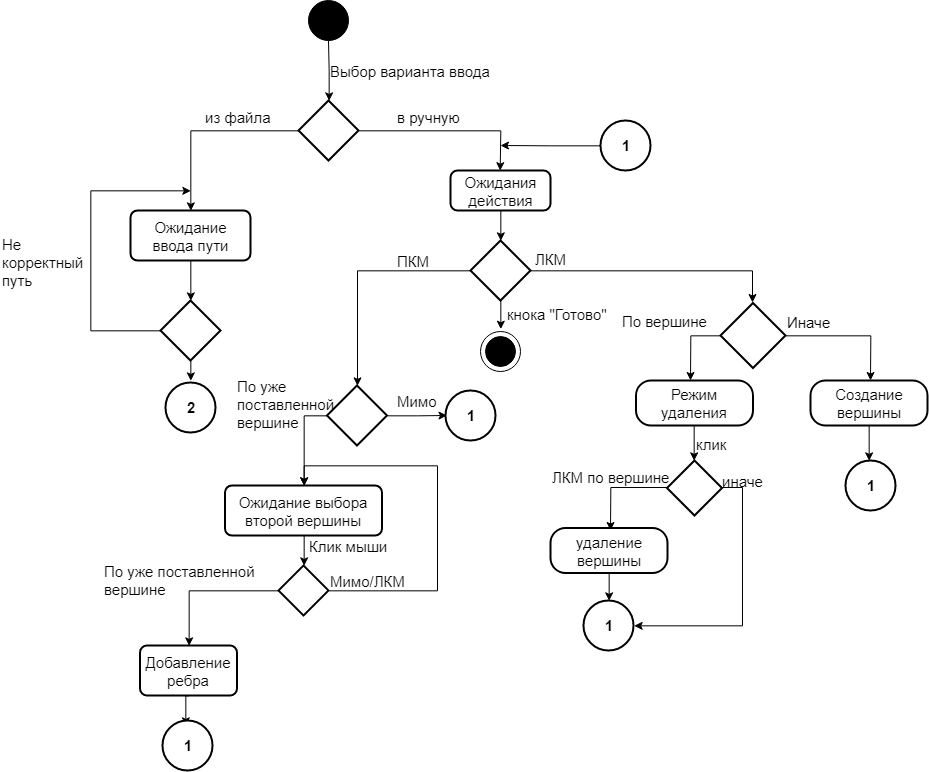 Выбор варианта ввода
из файла
в ручную
1
Ожидания
действия
Ожидание
ввода пути
Не
корректный
путь
ПКМ
ЛКМ
кнока "Готово"
По вершине
Иначе
2
По уже
поставленной
вершине
Мимо
1
Режим
удаления
Создание
вершины
клик
ЛКМ по вершине
иначе
1
Ожидание выбора
второй вершины
Клик мыши
удаление
вершины
По уже поставленной
вершине
Мимо/ЛКМ
1
Добавление
ребра
1